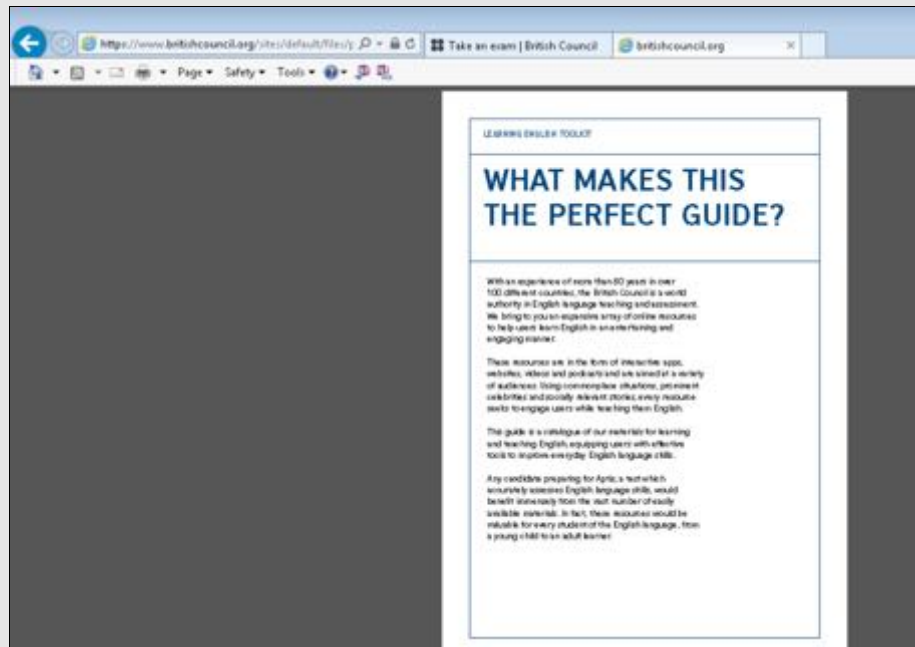 https://www.britishcouncil.org/sites/default/files/p
Take an exam | British Council
britishcouncil.org
Page
Safety
Tools
LEARNING ENGLISH TOOLKIT
WHAT MAKES THIS
THE PERFECT GUIDE?
With an experience of more than 80 years in over
100 different countries, the British Council is a world
authority in English language teaching and assessment.
We bring to you an expansive array of online resources
to help users learn English in an entertaining and
engaging manner.
These resources are in the form of interactive apps,
websites, videos and podcasts and are aimed at a variety
of audiences. Using commonplace situations, prominent
celebrities and socially relevant stories, every resource
seeks to engage users while teaching them English.
This guide is a catalogue of our materials for learning
and teaching English, equipping users with effective
tools to improve everyday English language skills.
Any candidate preparing for Aptis, a test which
accurately assesses English language skills, would
benefit immensely from the vast number of easily
available materials. In fact, these resources would be
valuable for every student of the English language, from
a young child to an adult learner.